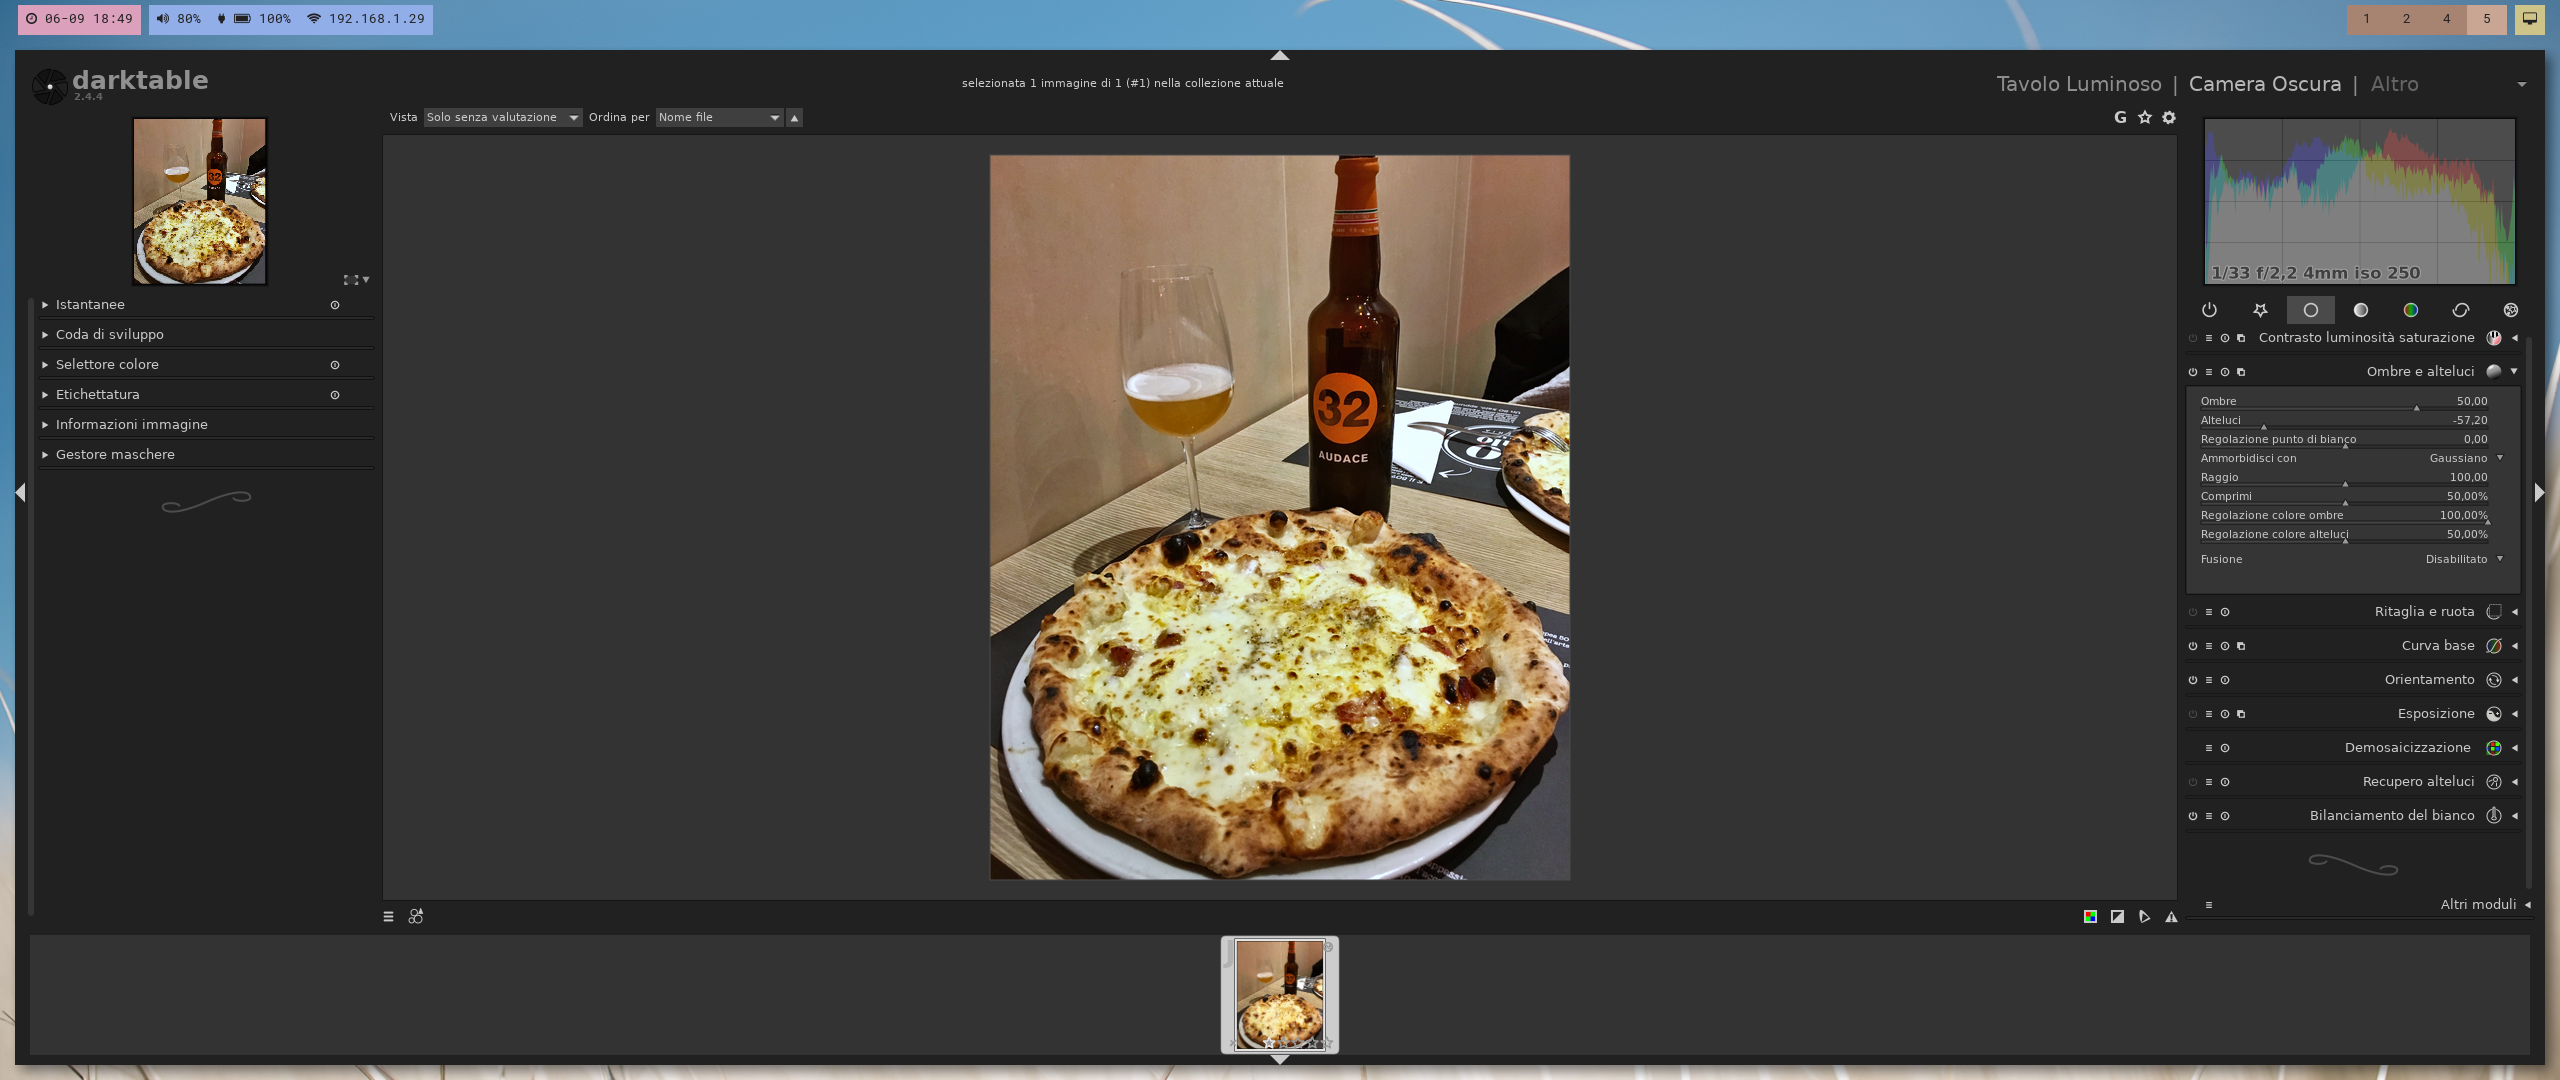 06-09 18:49
80% 100% 192.168.1.29
1 2 4 5
darktable
2.4.4
selezionata 1 immagine di 1 (#1) nella collezione attuale
Tavolo Luminoso | Camera Oscura | Altro
Vista Solo senza valutazione Ordina per Nome file
G
1/33 f/2,2 4mm iso 250
Istantanee
Coda di sviluppo
Selettore colore
Etichettatura
Informazioni immagine
Gestore maschere
32
AUDACE
Contrasto luminosità saturazione
Ombre e alteluci
Ombre 50,00
Alteluci -57,20
Regolazione punto di bianco 0,00
Ammorbidisci con Gaussiano
Raggio 100,00
Comprimi 50,00%
Regolazione colore ombre 100,00%
Regolazione colore alteluci 50,00%
Fusione Disabilitato
Ritaglia e ruota
Curva base
Orientamento
Esposizione
Demosaicizzazione
Recupero alteluci
Bilanciamento del bianco
Altri moduli